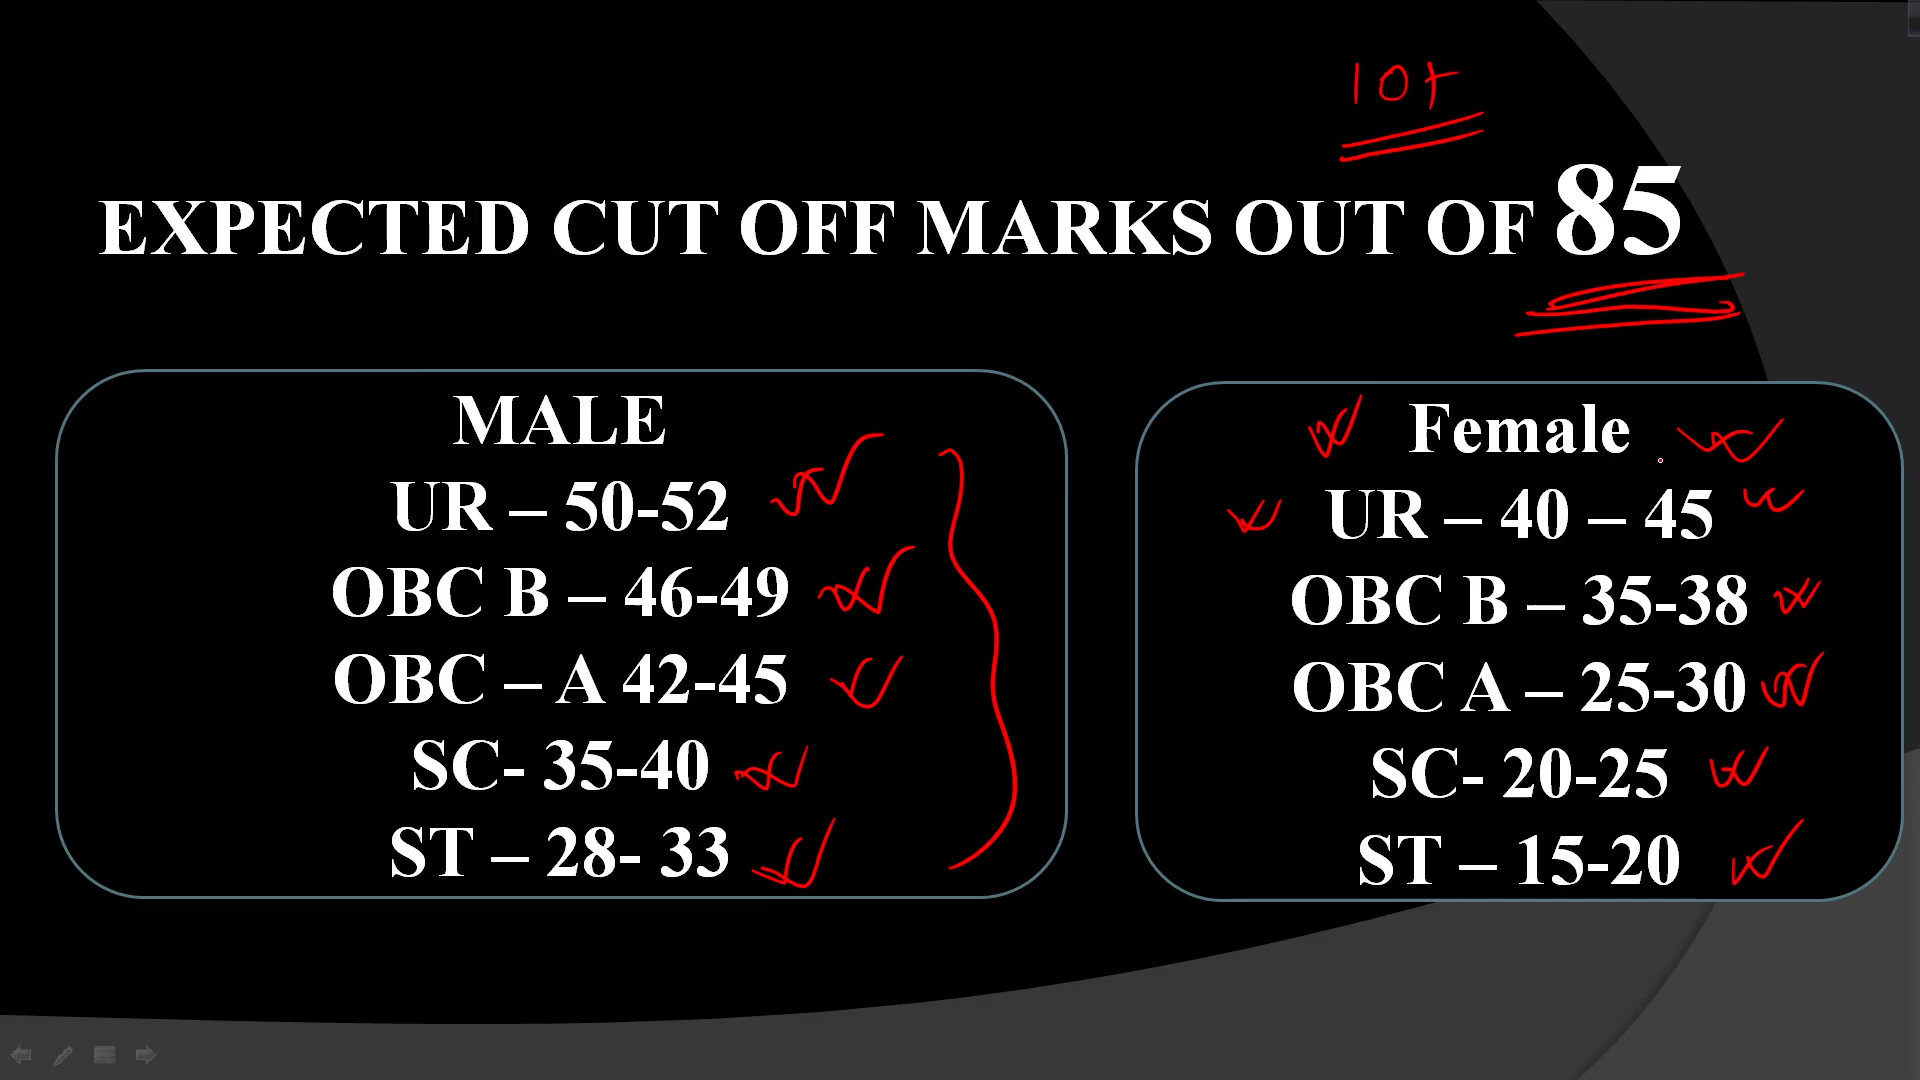 10+
EXPECTED CUT OFF MARKS OUT OF 85
MALE
UR – 50-52
OBC B – 46-49
OBC – A 42-45
SC- 35-40
ST – 28- 33
Female
UR – 40 – 45
OBC B – 35-38
OBC A – 25-30
SC- 20-25
ST – 15-20